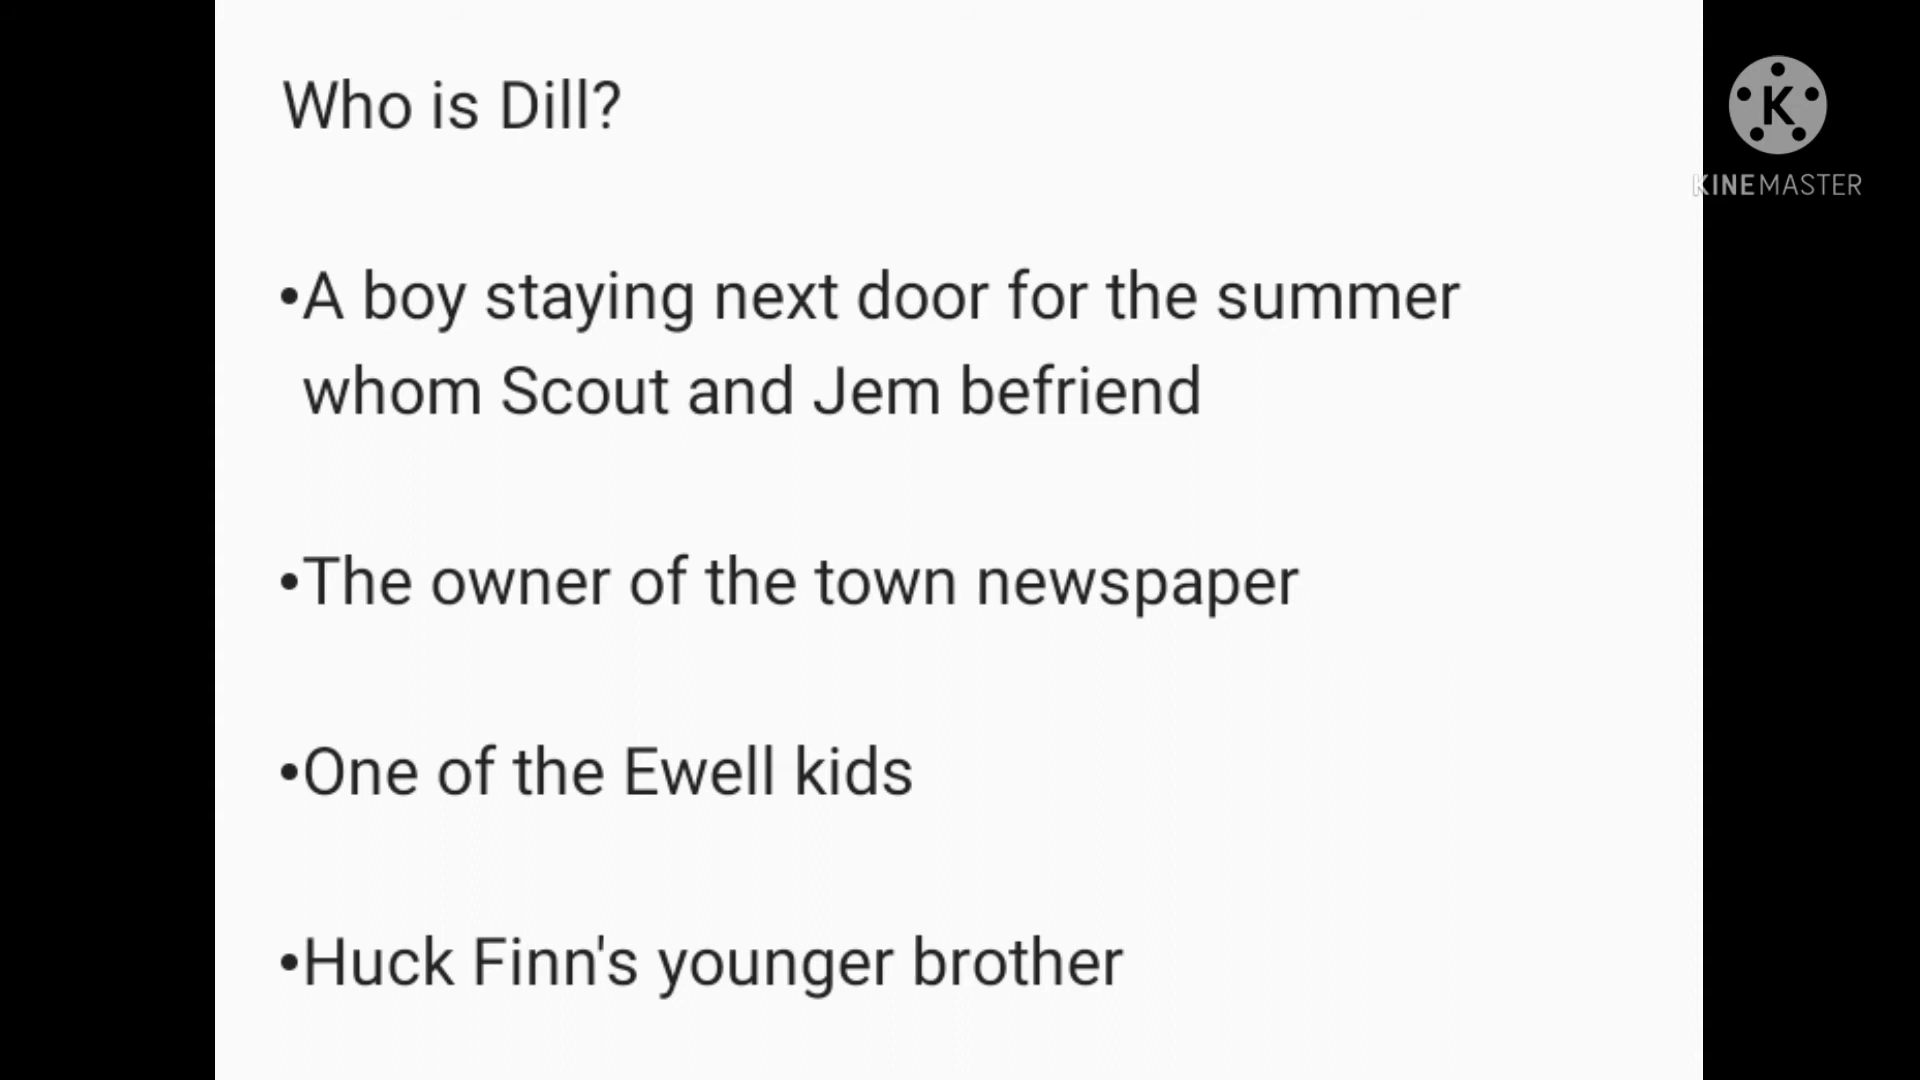 Who is Dill?
K
KINEMASTER
•A boy staying next door for the summer
whom Scout and Jem befriend
•The owner of the town newspaper
•One of the Ewell kids
•Huck Finn's younger brother